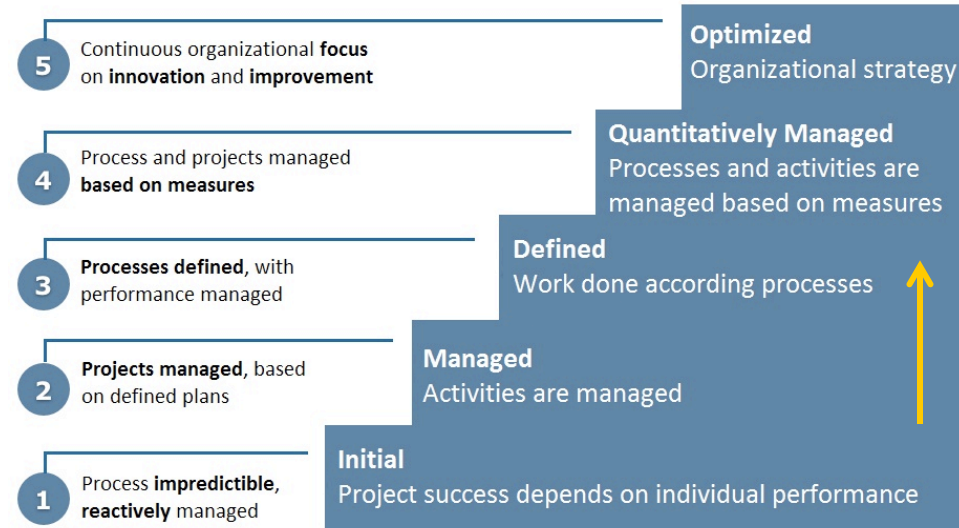 5
Continuous organizational focus
on innovation and improvement
Optimized
Organizational strategy
4
Process and projects managed
based on measures
Quantitatively Managed
Processes and activities are
managed based on measures
3
Processes defined, with
performance managed
Defined
Work done according processes
2
Projects managed, based
on defined plans
Managed
Activities are managed
1
Process impredictible,
reactively managed
Initial
Project success depends on individual performance